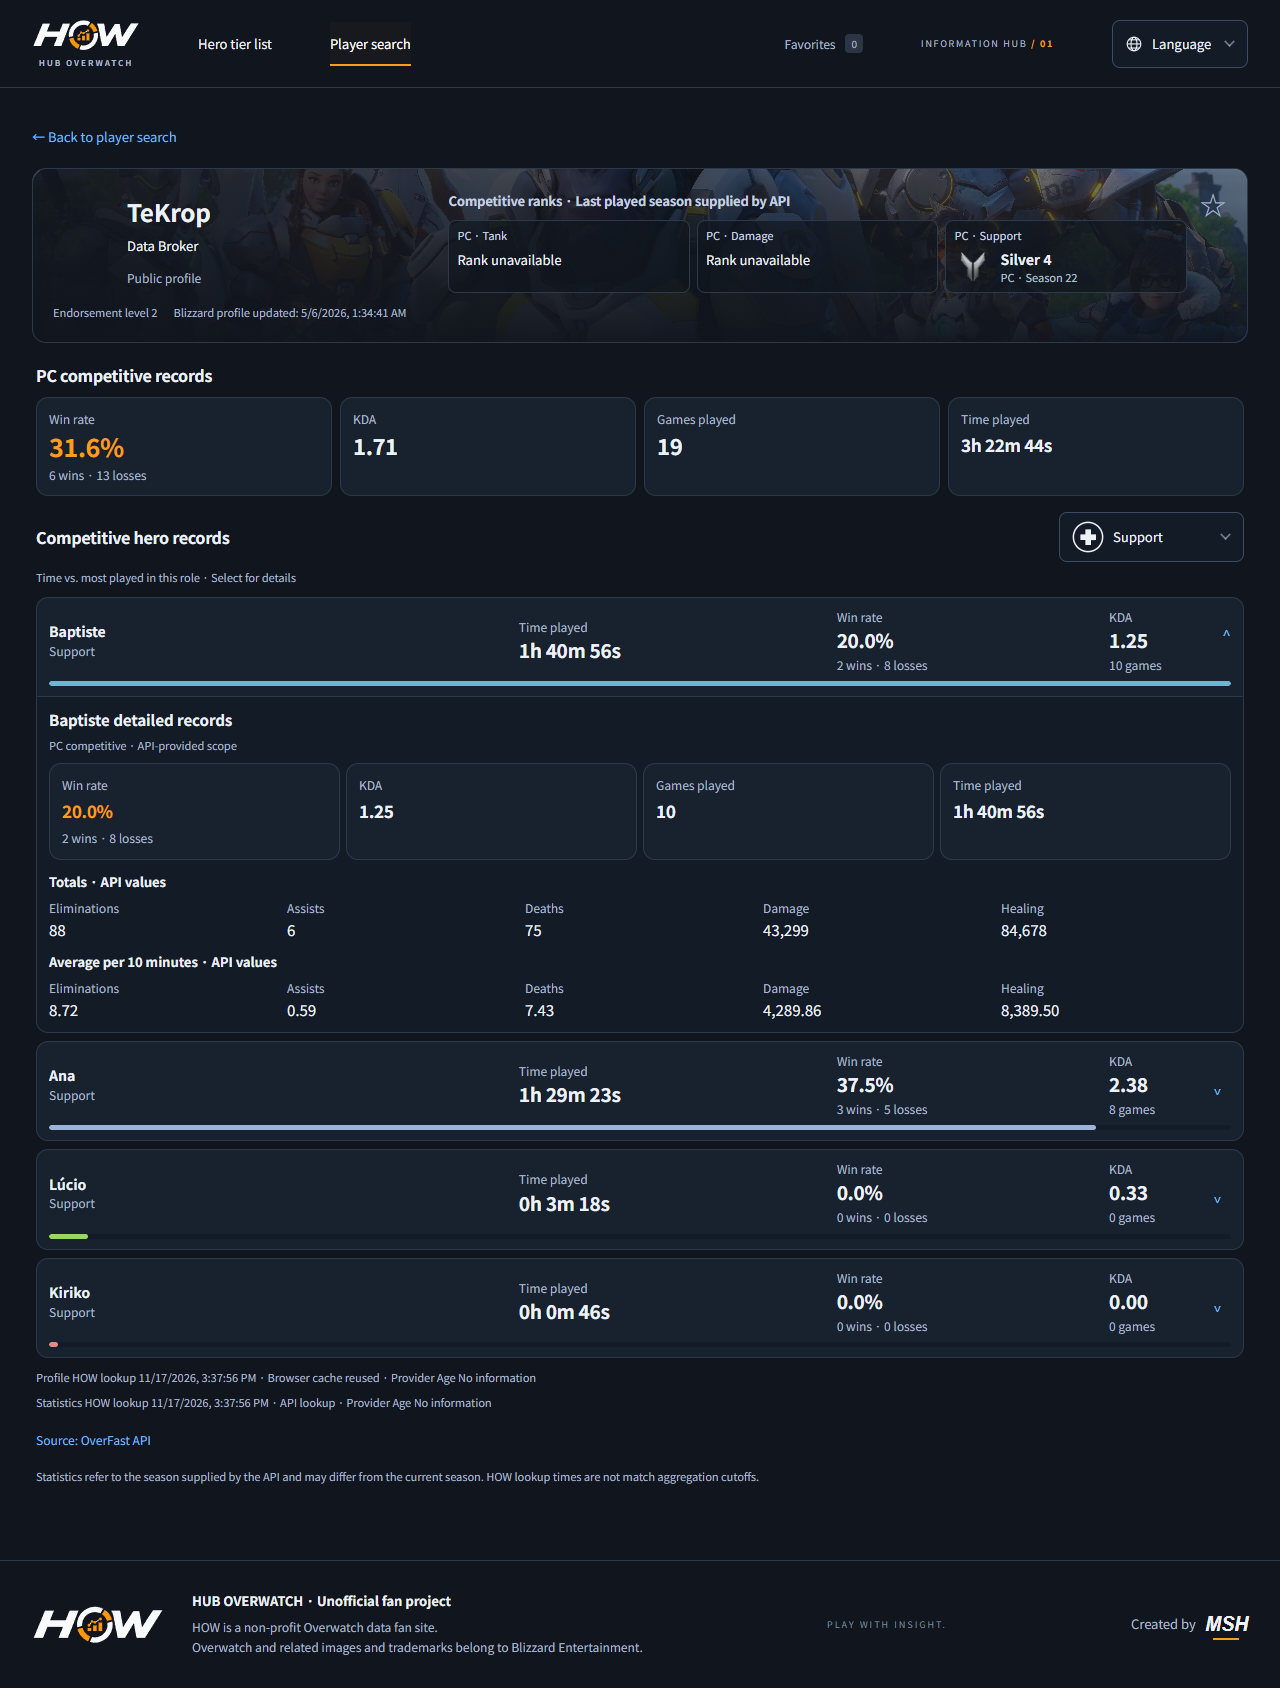 HOW
HUB OVERWATCH
Hero tier list
Player search
Favorites 0
INFORMATION HUB / 01
Language
← Back to player search
TeKrop
Data Broker
Public profile
Endorsement level 2 Blizzard profile updated: 5/6/2026, 1:34:41 AM
Competitive ranks · Last played season supplied by API
PC · Tank
Rank unavailable
PC · Damage
Rank unavailable
PC · Support
Silver 4
PC · Season 22
PC competitive records
Win rate
31.6%
6 wins · 13 losses
KDA
1.71
Games played
19
Time played
3h 22m 44s
Competitive hero records
Support
Time vs. most played in this role · Select for details
Baptiste
Support
Time played
1h 40m 56s
Win rate
20.0%
2 wins · 8 losses
KDA
1.25
10 games
Baptiste detailed records
PC competitive · API-provided scope
Win rate
20.0%
2 wins · 8 losses
KDA
1.25
Games played
10
Time played
1h 40m 56s
Totals · API values
Eliminations Assists Deaths Damage Healing
88 6 75 43,299 84,678
Average per 10 minutes · API values
Eliminations Assists Deaths Damage Healing
8.72 0.59 7.43 4,289.86 8,389.50
Ana
Support
Time played
1h 29m 23s
Win rate
37.5%
3 wins · 5 losses
KDA
2.38
8 games
Lúcio
Support
Time played
0h 3m 18s
Win rate
0.0%
0 wins · 0 losses
KDA
0.33
0 games
Kiriko
Support
Time played
0h 0m 46s
Win rate
0.0%
0 wins · 0 losses
KDA
0.00
0 games
Profile HOW lookup 11/17/2026, 3:37:56 PM · Browser cache reused · Provider Age No information
Statistics HOW lookup 11/17/2026, 3:37:56 PM · API lookup · Provider Age No information
Source: OverFast API
Statistics refer to the season supplied by the API and may differ from the current season. HOW lookup times are not match aggregation cutoffs.
HOW
HUB OVERWATCH · Unofficial fan project
HOW is a non-profit Overwatch data fan site.
Overwatch and related images and trademarks belong to Blizzard Entertainment.
PLAY WITH INSIGHT.
Created by MSH